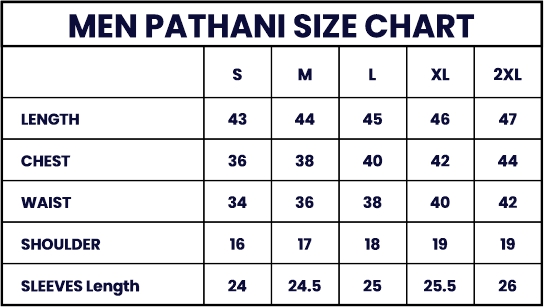 MEN PATHANI SIZE CHART
S M L XL 2XL
LENGTH 43 44 45 46 47
CHEST 36 38 40 42 44
WAIST 34 36 38 40 42
SHOULDER 16 17 18 19 19
SLEEVES Length 24 24.5 25 25.5 26